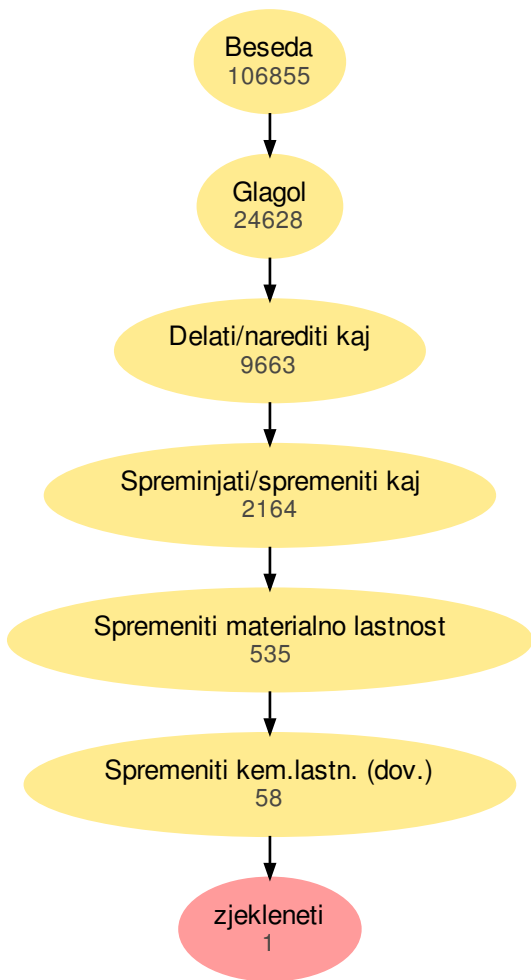 Beseda
106855
Glagol
24628
Delati/narediti kaj
9663
Spreminjati/spremeniti kaj
2164
Spremeniti materialno lastnost
535
Spremeniti kem.lastn. (dov.)
58
zjekleneti
1